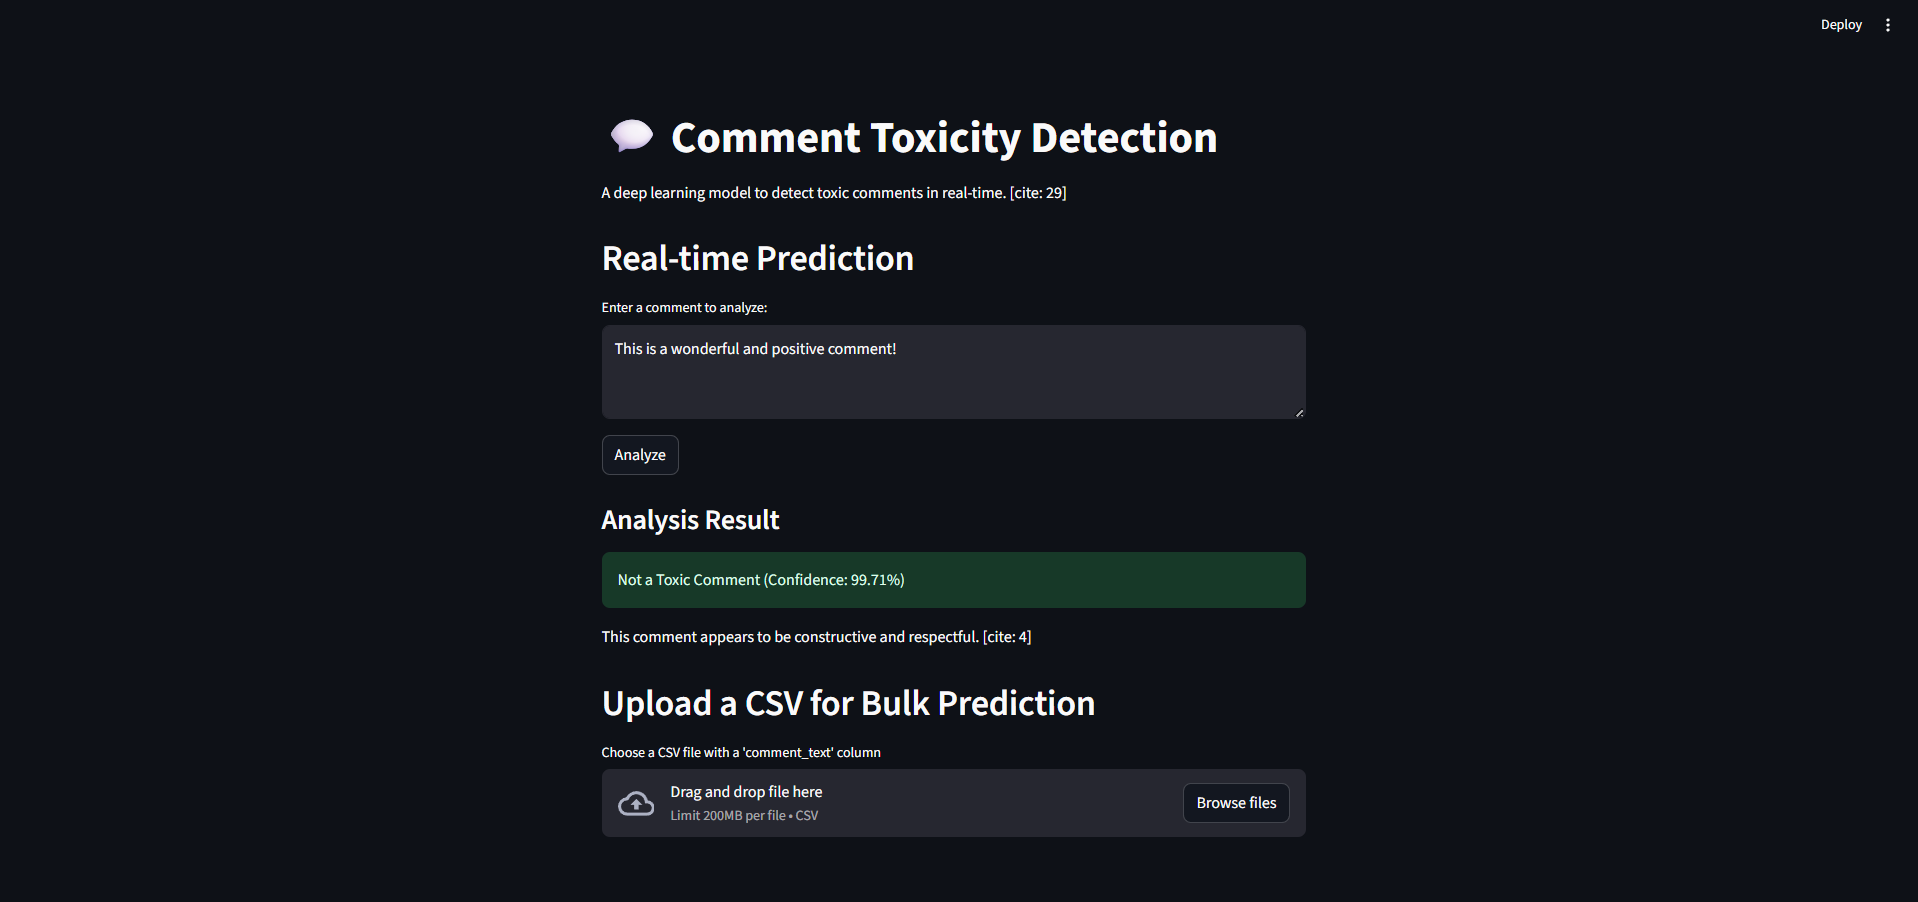 Deploy
Comment Toxicity Detection
A deep learning model to detect toxic comments in real-time. [cite: 29]
Real-time Prediction
Enter a comment to analyze:
This is a wonderful and positive comment!
Analyze
Analysis Result
Not a Toxic Comment (Confidence: 99.71%)
This comment appears to be constructive and respectful. [cite: 4]
Upload a CSV for Bulk Prediction
Choose a CSV file with a 'comment_text' column
Drag and drop file here
Limit 200MB per file • CSV
Browse files